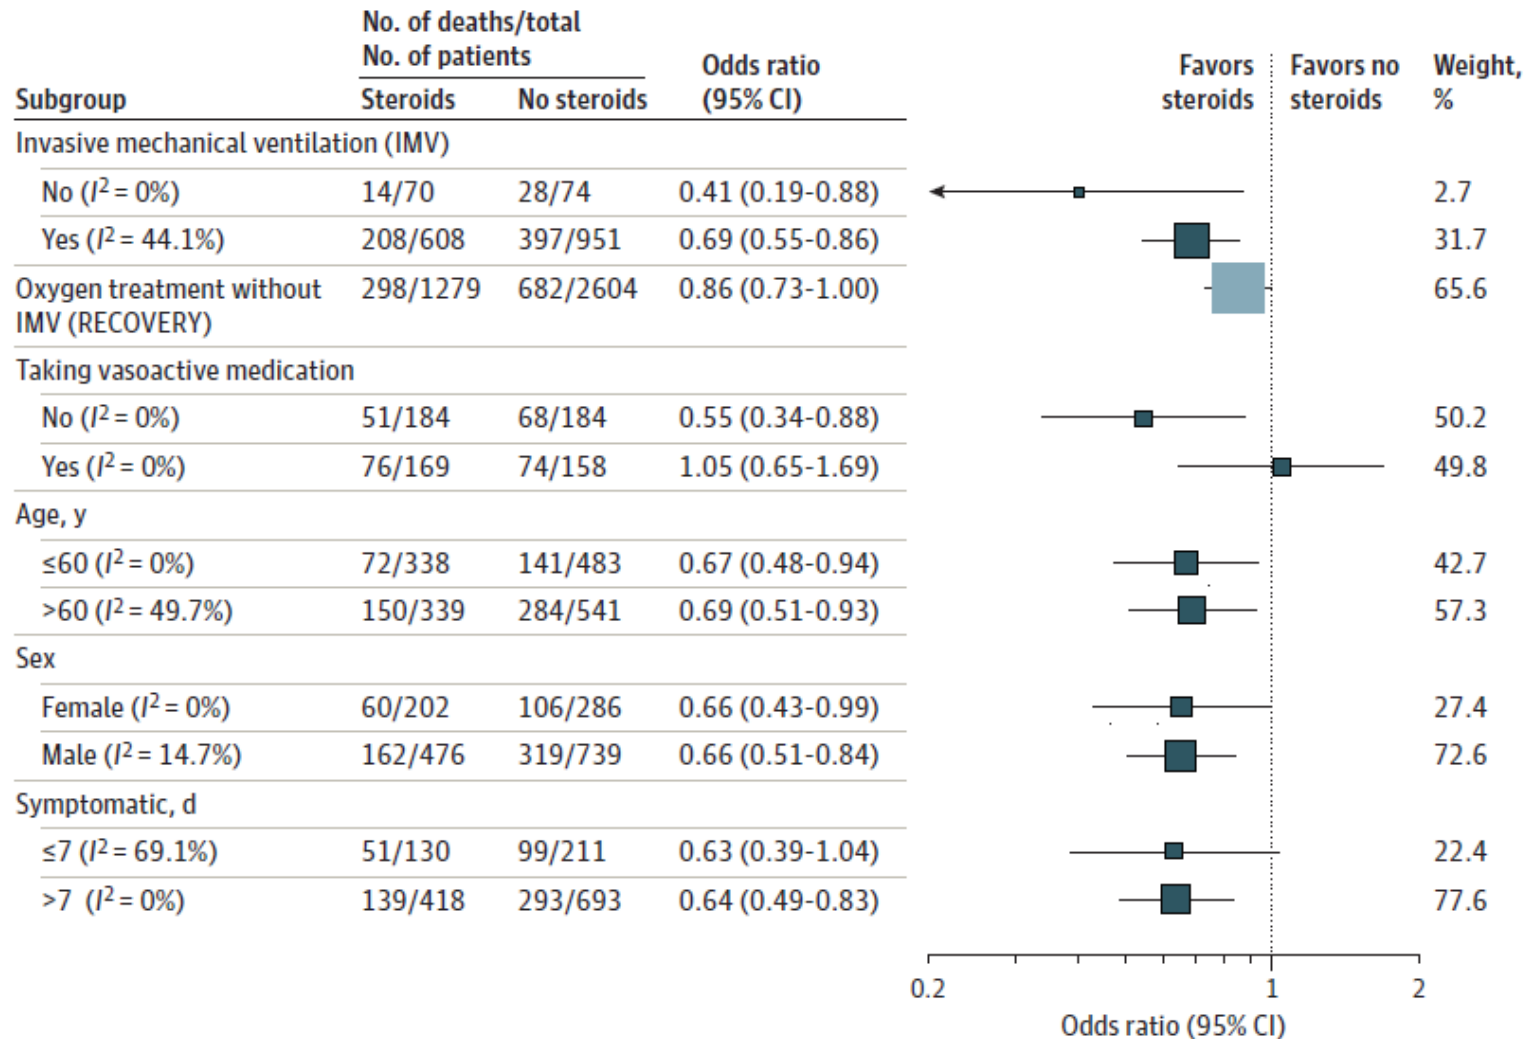 No. of deaths/total
No. of patients
Odds ratio
Favors
Favors no
Weight,
Subgroup Steroids No steroids (95% CI) steroids steroids %
Invasive mechanical ventilation (IMV)
No (I² = 0%) 14/70 28/74 0.41 (0.19-0.88) 2.7
Yes (I² = 44.1%) 208/608 397/951 0.69 (0.55-0.86) 31.7
Oxygen treatment without 298/1279 682/2604 0.86 (0.73-1.00) 65.6
IMV (RECOVERY)
Taking vasoactive medication
No (I² = 0%) 51/184 68/184 0.55 (0.34-0.88) 50.2
Yes (I² = 0%) 76/169 74/158 1.05 (0.65-1.69) 49.8
Age, y
≤60 (I² = 0%) 72/338 141/483 0.67 (0.48-0.94) 42.7
>60 (I² = 49.7%) 150/339 284/541 0.69 (0.51-0.93) 57.3
Sex
Female (I² = 0%) 60/202 106/286 0.66 (0.43-0.99) 27.4
Male (I² = 14.7%) 162/476 319/739 0.66 (0.51-0.84) 72.6
Symptomatic, d
≤7 (I² = 69.1%) 51/130 99/211 0.63 (0.39-1.04) 22.4
>7 (I² = 0%) 139/418 293/693 0.64 (0.49-0.83) 77.6
0.2 1 2
Odds ratio (95% CI)